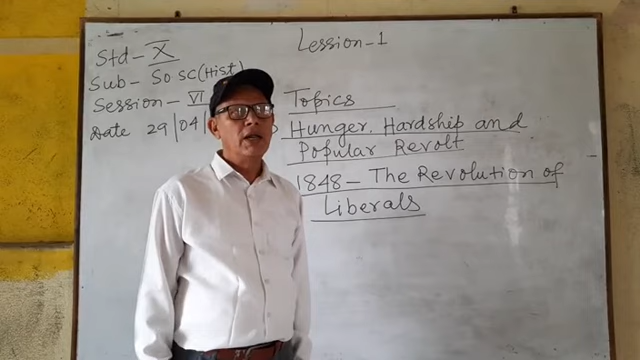 Lession-1
Std- X
Sub- So Sc (Hist)
Session- VI
Date 29/04/
Topics
Hunger. Hardship and
Popular Revolt
1848- The Revolution of
Liberals